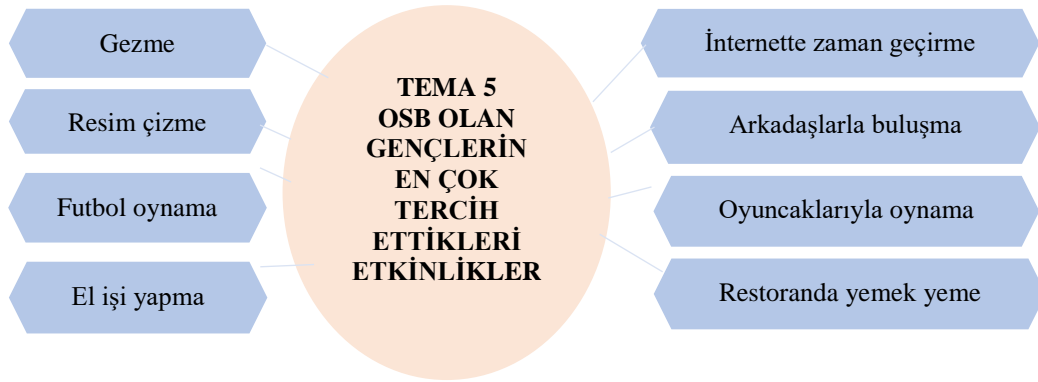 Gezme
Resim çizme
Futbol oynama
El işi yapma
TEMA 5
OSB OLAN
GENÇLERİN
EN ÇOK
TERCİH
ETTİKLERİ
ETKİNLİKLER
İnternette zaman geçirme
Arkadaşlarla buluşma
Oyuncaklarıyla oynama
Restoranda yemek yeme